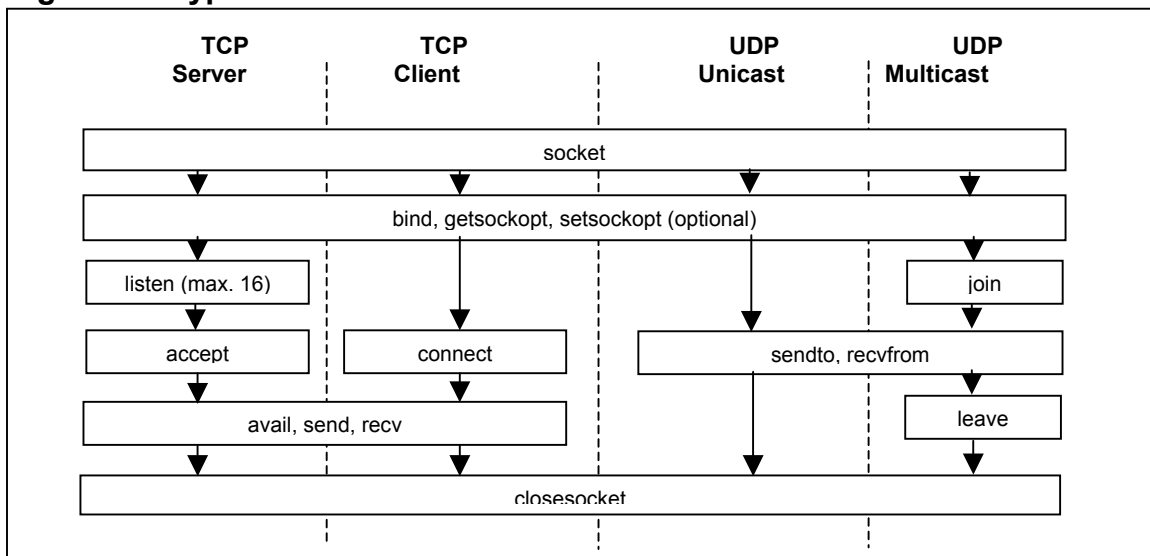 TCP Server
TCP Client
UDP Unicast
UDP Multicast
socket
bind, getsockopt, setsockopt (optional)
listen (max. 16)
join
accept
connect
sendto, recvfrom
avail, send, recv
leave
closesocket